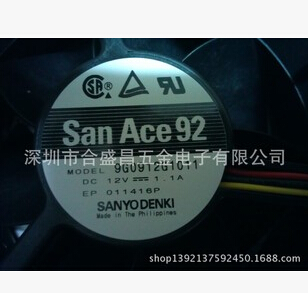 San Ace 92
深圳市合盛昌五金电子有限公司
MODEL 9G0912G1011
DC 12V 1.1A
EP 011416P
SANYO DENKI
Made in The Philippines
shop1392137592450.1688.com